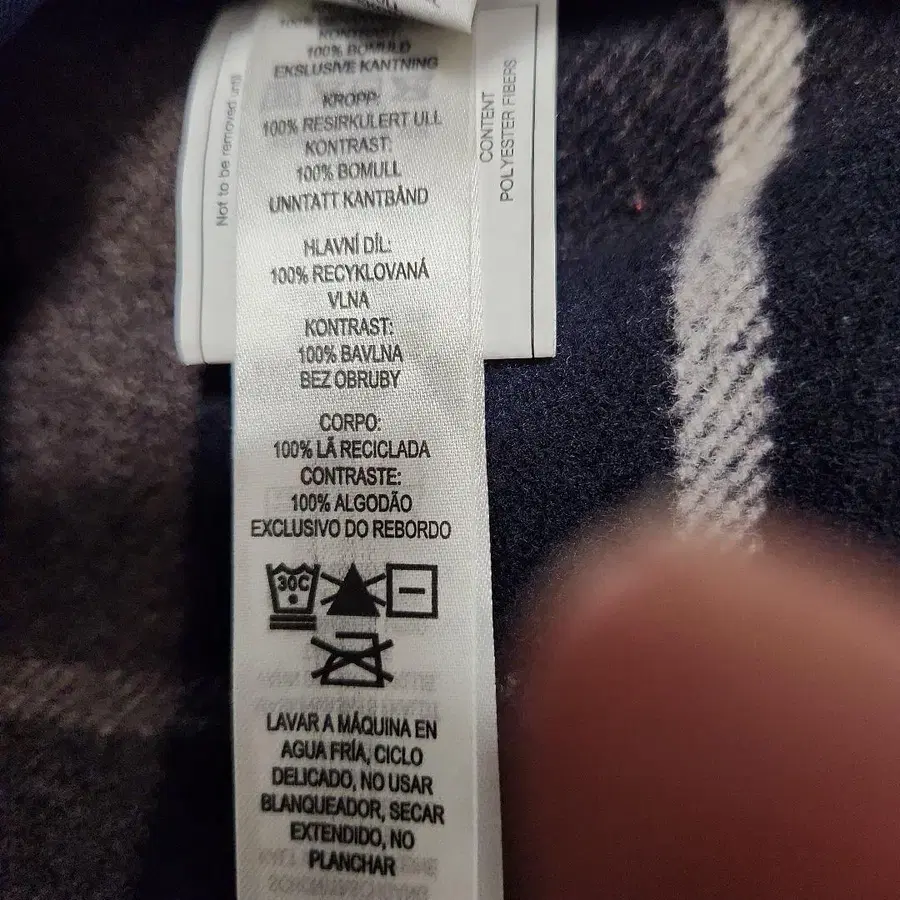 KONTRAST:
100% BOMULD
EKSLUSIVE KANTNING
KROPP:
100% RESIRKULERT ULL
KONTRAST:
100% BOMULL
UNNTATT KANTBÅND
HLAVNÍ DÍL:
100% RECYKLOVANÁ
VLNA
KONTRAST:
100% BAVLNA
BEZ OBRUBY
CORPO:
100% LÃ RECICLADA
CONTRASTE:
100% ALGODÃO
EXCLUSIVO DO REBORDO
30C
LAVAR A MÁQUINA EN
AGUA FRÍA, CICLO
DELICADO, NO USAR
BLANQUEADOR, SECAR
EXTENDIDO, NO
PLANCHAR
Not to be removed until
CONTENT
POLYESTER FIBERS